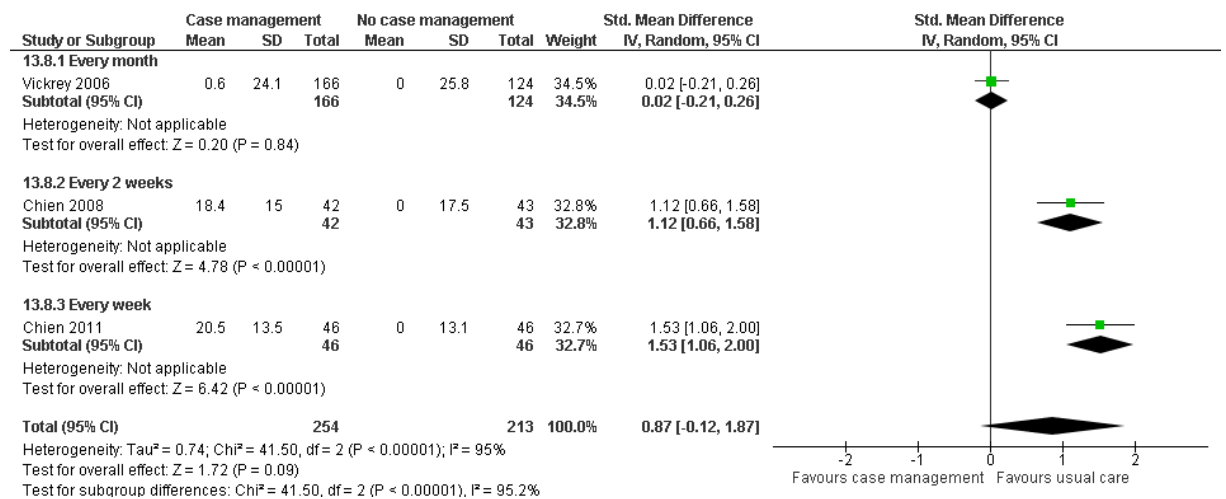 Case management No case management Std. Mean Difference Std. Mean Difference
Study or Subgroup Mean SD Total Mean SD Total Weight IV, Random, 95% CI IV, Random, 95% CI
13.8.1 Every month
Vickrey 2006 0.6 24.1 166 0 25.8 124 34.5% 0.02 [-0.21, 0.26]
Subtotal (95% CI) 166 124 34.5% 0.02 [-0.21, 0.26]
Heterogeneity: Not applicable
Test for overall effect: Z = 0.20 (P = 0.84)
13.8.2 Every 2 weeks
Chien 2008 18.4 15 42 0 17.5 43 32.8% 1.12 [0.66, 1.58]
Subtotal (95% CI) 42 43 32.8% 1.12 [0.66, 1.58]
Heterogeneity: Not applicable
Test for overall effect: Z = 4.78 (P < 0.00001)
13.8.3 Every week
Chien 2011 20.5 13.5 46 0 13.1 46 32.7% 1.53 [1.06, 2.00]
Subtotal (95% CI) 46 46 32.7% 1.53 [1.06, 2.00]
Heterogeneity: Not applicable
Test for overall effect: Z = 6.42 (P < 0.00001)
Total (95% CI) 254 213 100.0% 0.87 [-0.12, 1.87]
Heterogeneity: Tau² = 0.74; Chi² = 41.50, df = 2 (P < 0.00001); I² = 95%
Test for overall effect: Z = 1.72 (P = 0.09)
Test for subgroup differences: Chi² = 41.50, df = 2 (P < 0.00001), I² = 95.2%
-2 -1 0 1 2
Favours case management Favours usual care